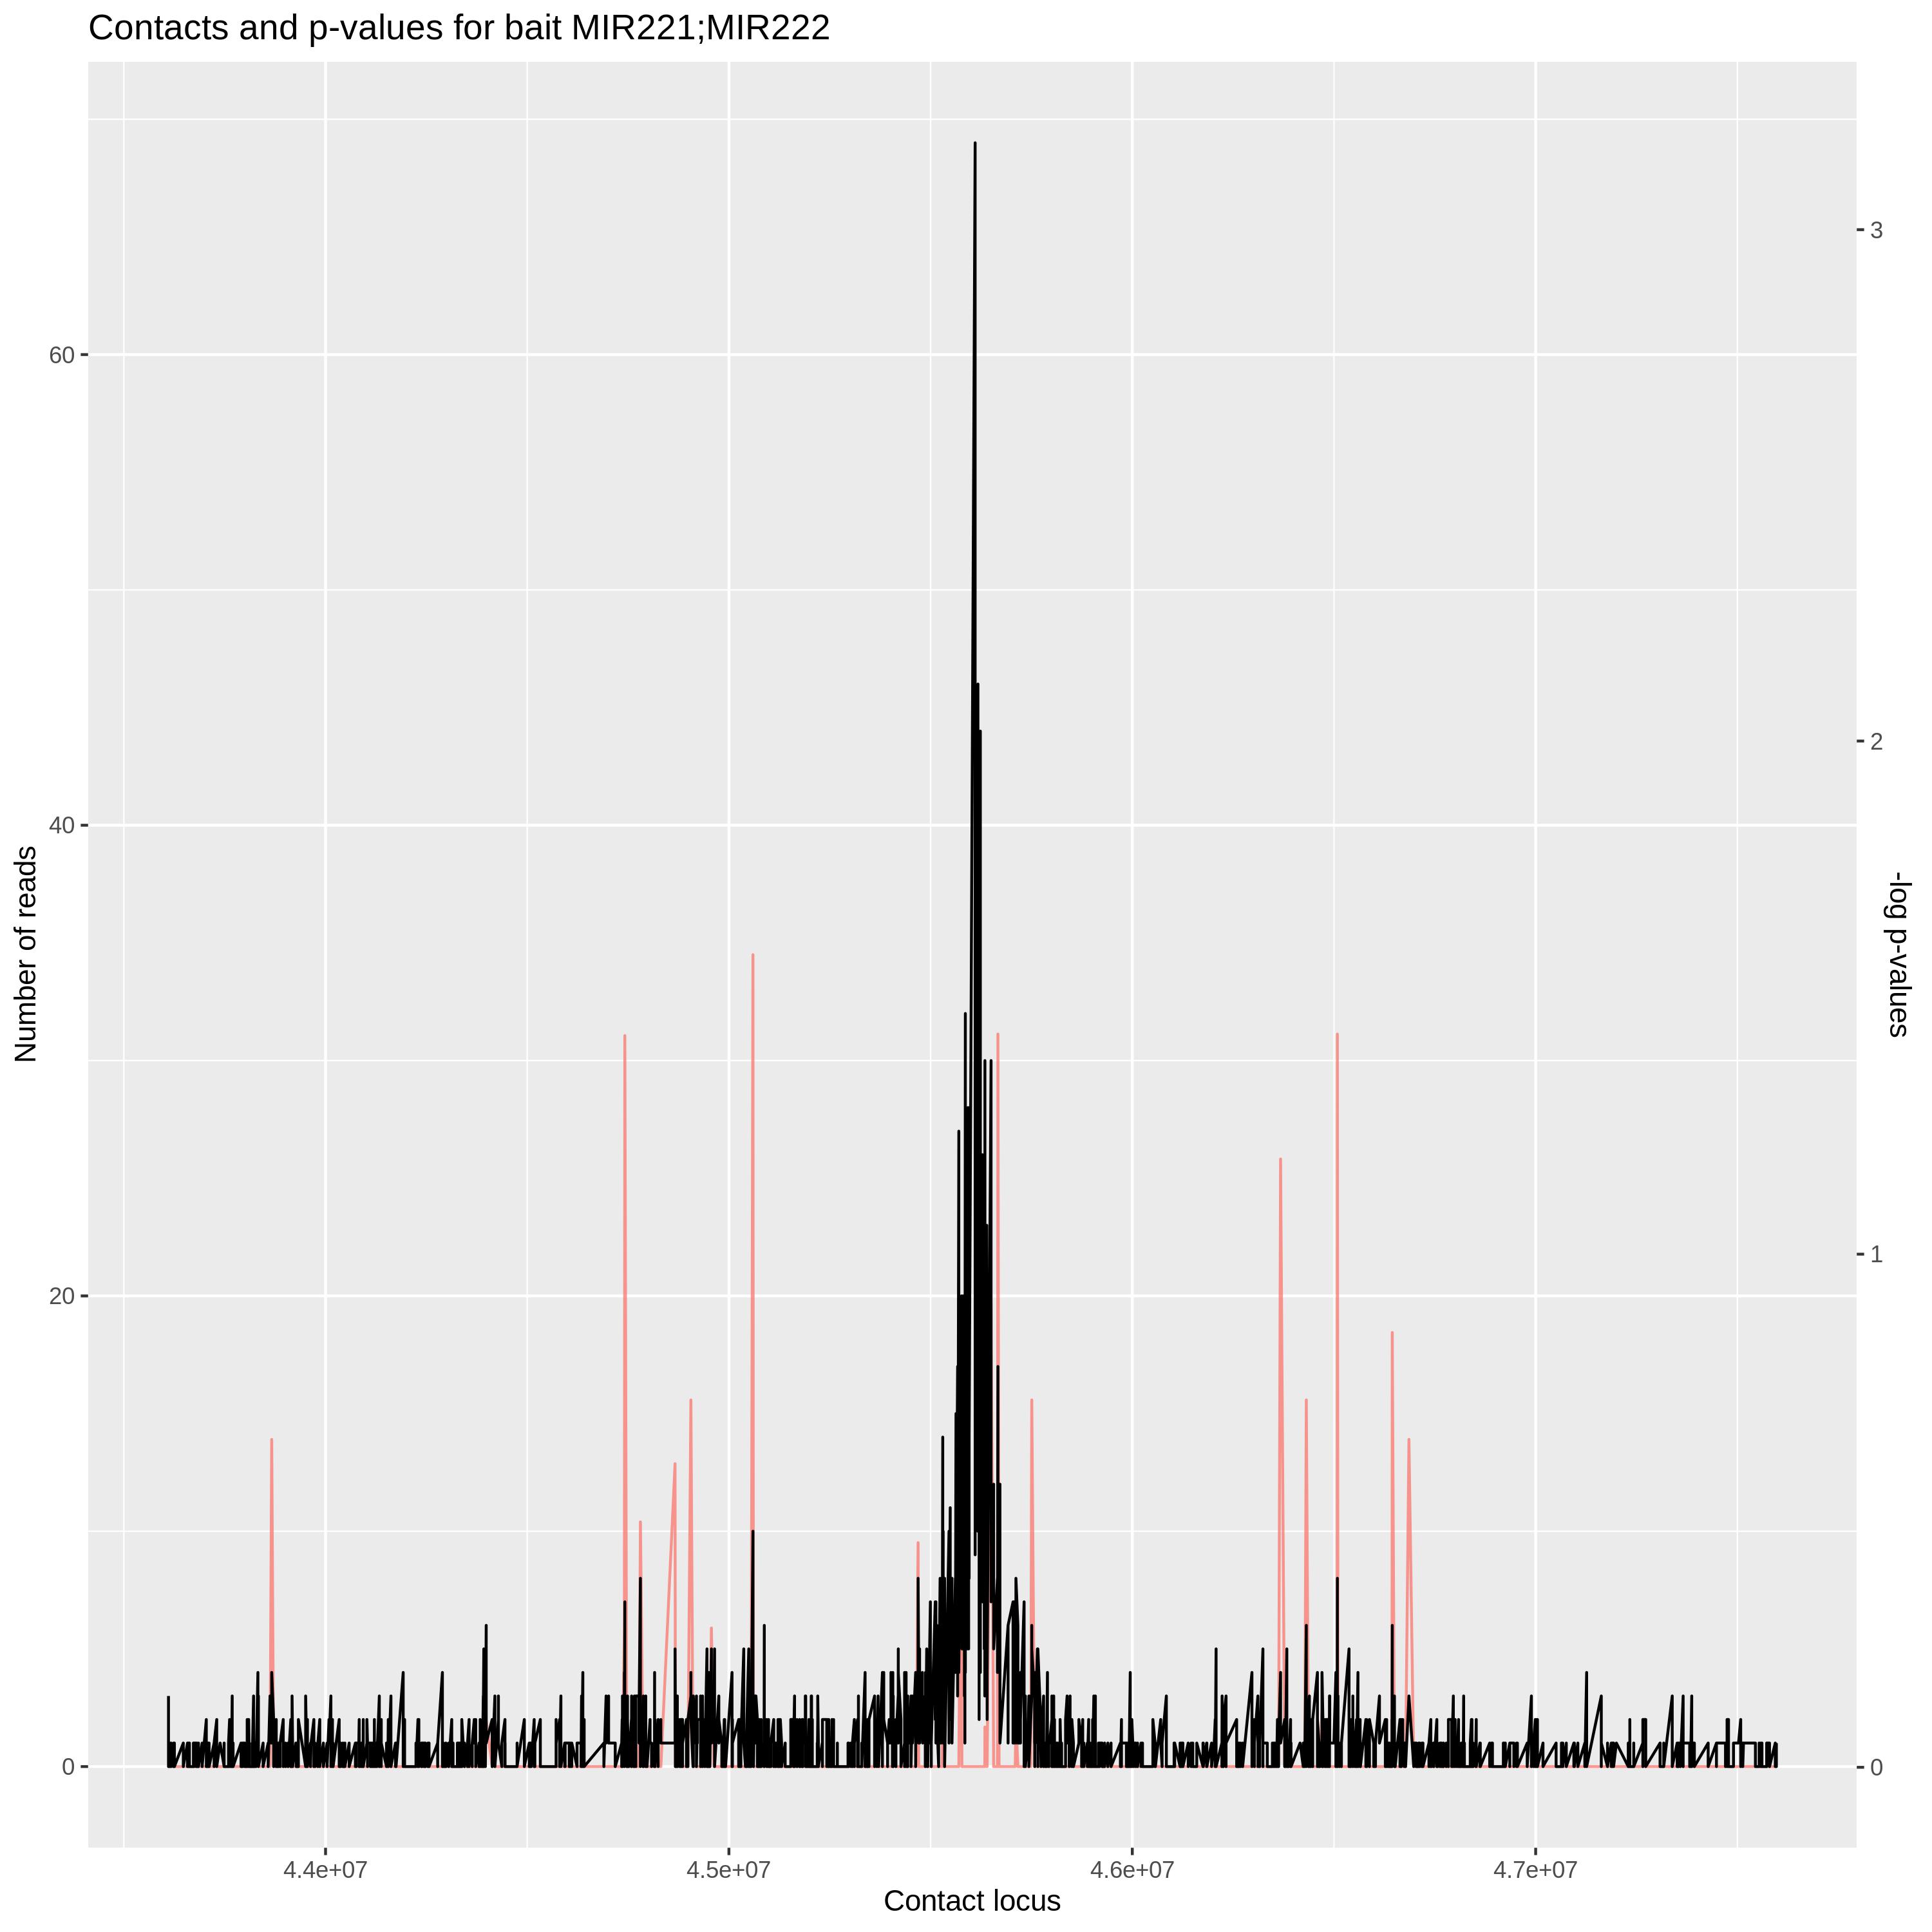 Contacts and p-values for bait MIR221;MIR222
Number of reads
60
40
20
0
3
2
1
0
-log p-values
4.4e+07
4.5e+07
4.6e+07
4.7e+07
Contact locus